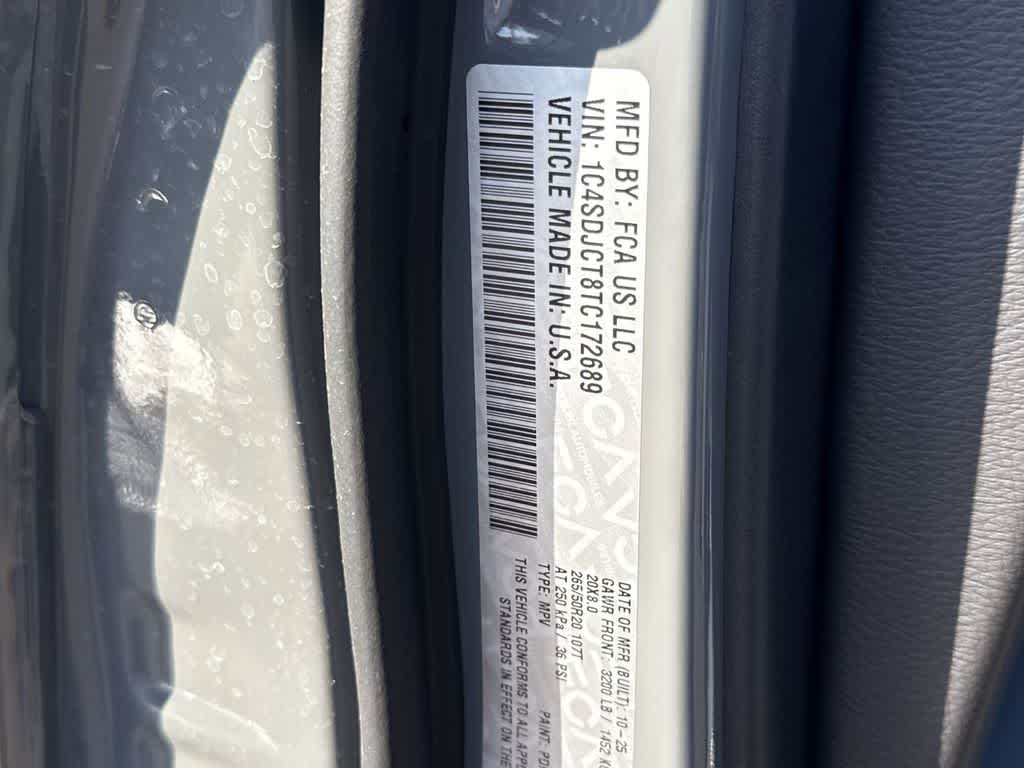 MFD BY: FCA US LLC
VIN: 1C4SDJCT8TC172689
VEHICLE MADE IN: U.S.A.
DATE OF MFR (BUILT): 10-25
GAWR FRONT: 3200 LB / 1452 KG
20X8.0
265/50R20 107T
AT 250 kPa / 36 PSI.
TYPE: MPV PAINT:
THIS VEHICLE CONFORMS TO ALL
STANDARDS IN EFFECT ON THE